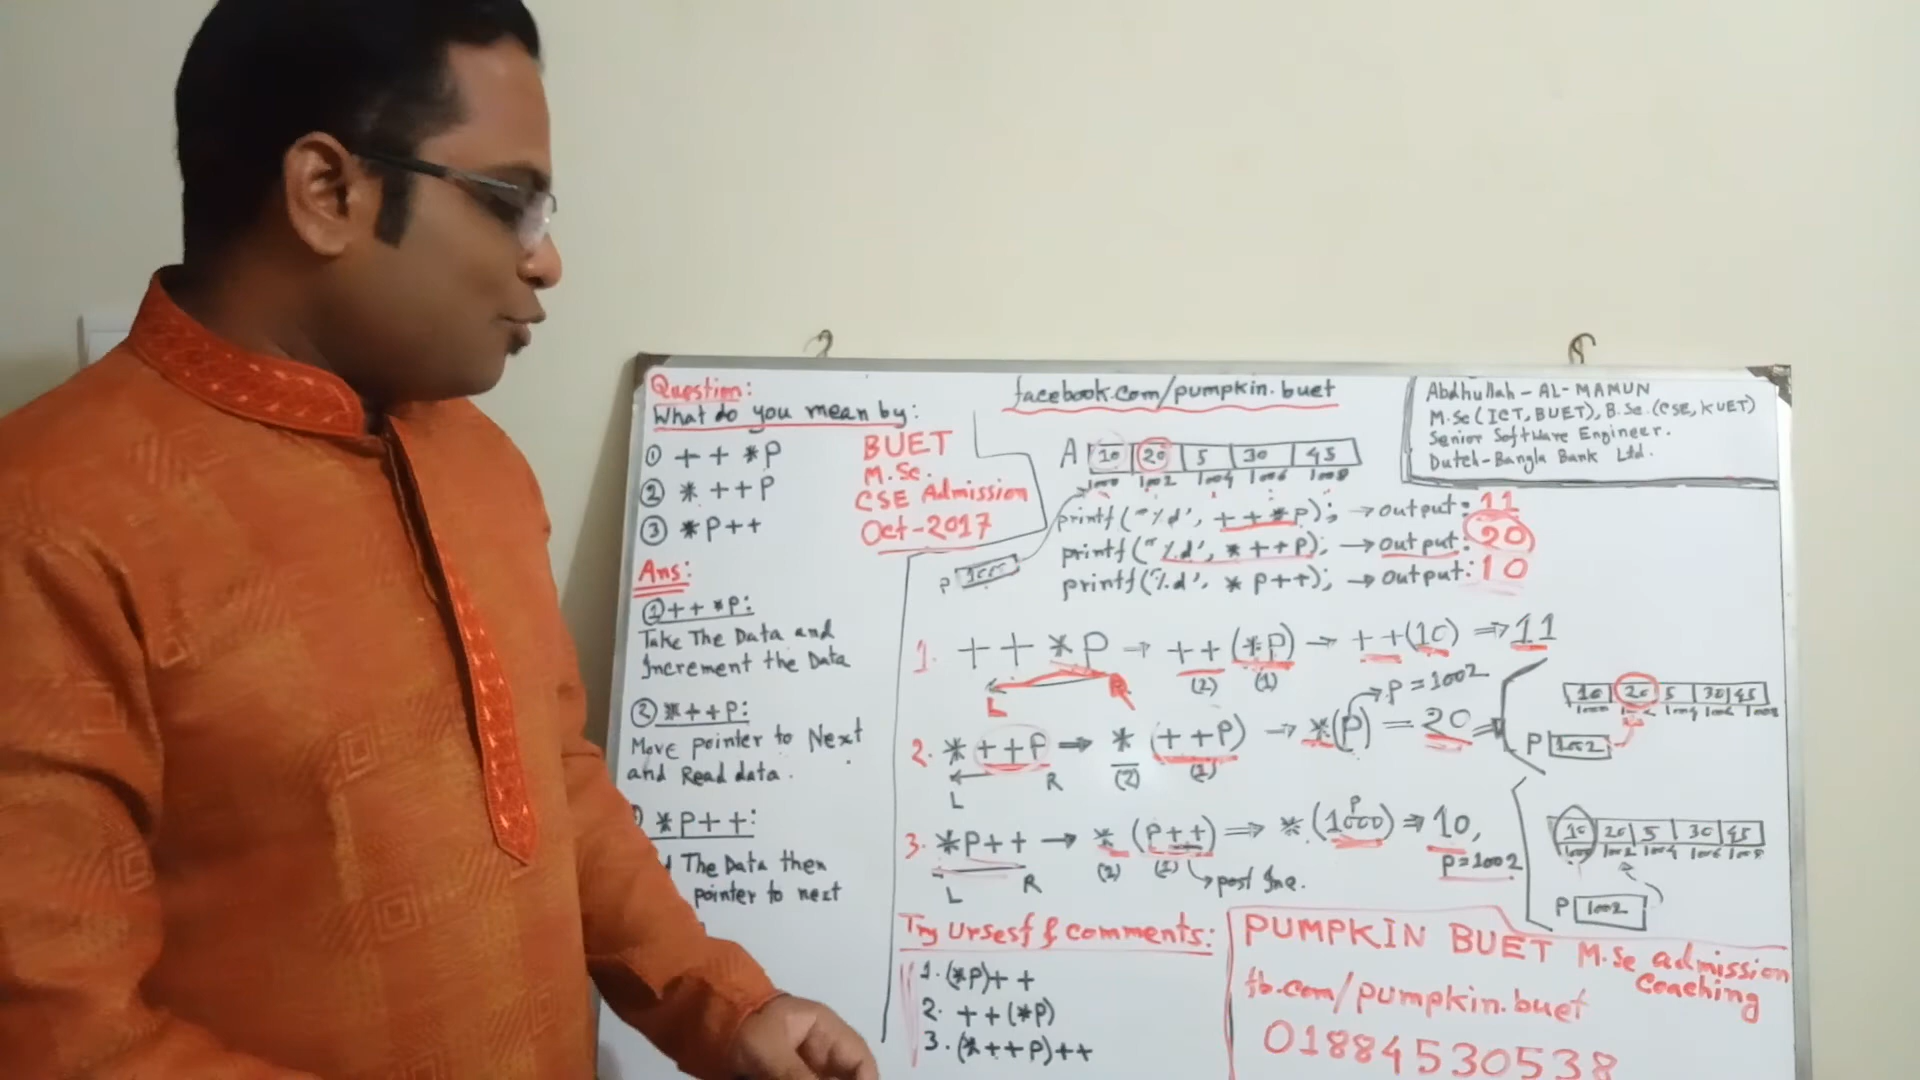 Question:
What do you mean by:
① + + *P
② * + + P
③ *P + +
BUET
M.Sc.
CSE Admission
Oct-2017
Ans:
① + + *P:
Take The Data and
Increment the Data
② * + + P:
Move pointer to Next
and Read data.
*P + +:
The Data then
pointer to next
facebook.com/pumpkin.buet
Abdhullah - AL-MAMUN
M.Sc (ICT, BUET), B.Sc. (CSE, KUET)
Senior Software Engineer.
Dutch-Bangla Bank Ltd.
A 10 20 5 30 45
1000 1002 1004 1006 1008
printf("%d", + + *P); → output: 11
printf("%d", * + + P); → output: 20
printf("%d", * P++); → output: 10
P 1000
1. + + *P → + + (*P) → + + (10) ⇒ 11
L R (2) (1)
P = 1002
2. * + + P ⇒ * (+ + P) → *(P) = 20 ⇒
L R (2) (1)
10 20 5 30 45
1000 1002 1004 1006 1008
P 1002
3. *P + + → * (P + +) ⇒ * (1000) ⇒ 10,
P
P = 1002
L R (2) (1) post Inc.
10 20 5 30 45
1000 1002 1004 1006 1008
P 1002
Try Ursesf & comments:
1. (*P)+ +
2. + + (*P)
3. (* + + P)++
PUMPKIN BUET M.Sc admission
Coaching
fb.com/pumpkin.buet
01884530538